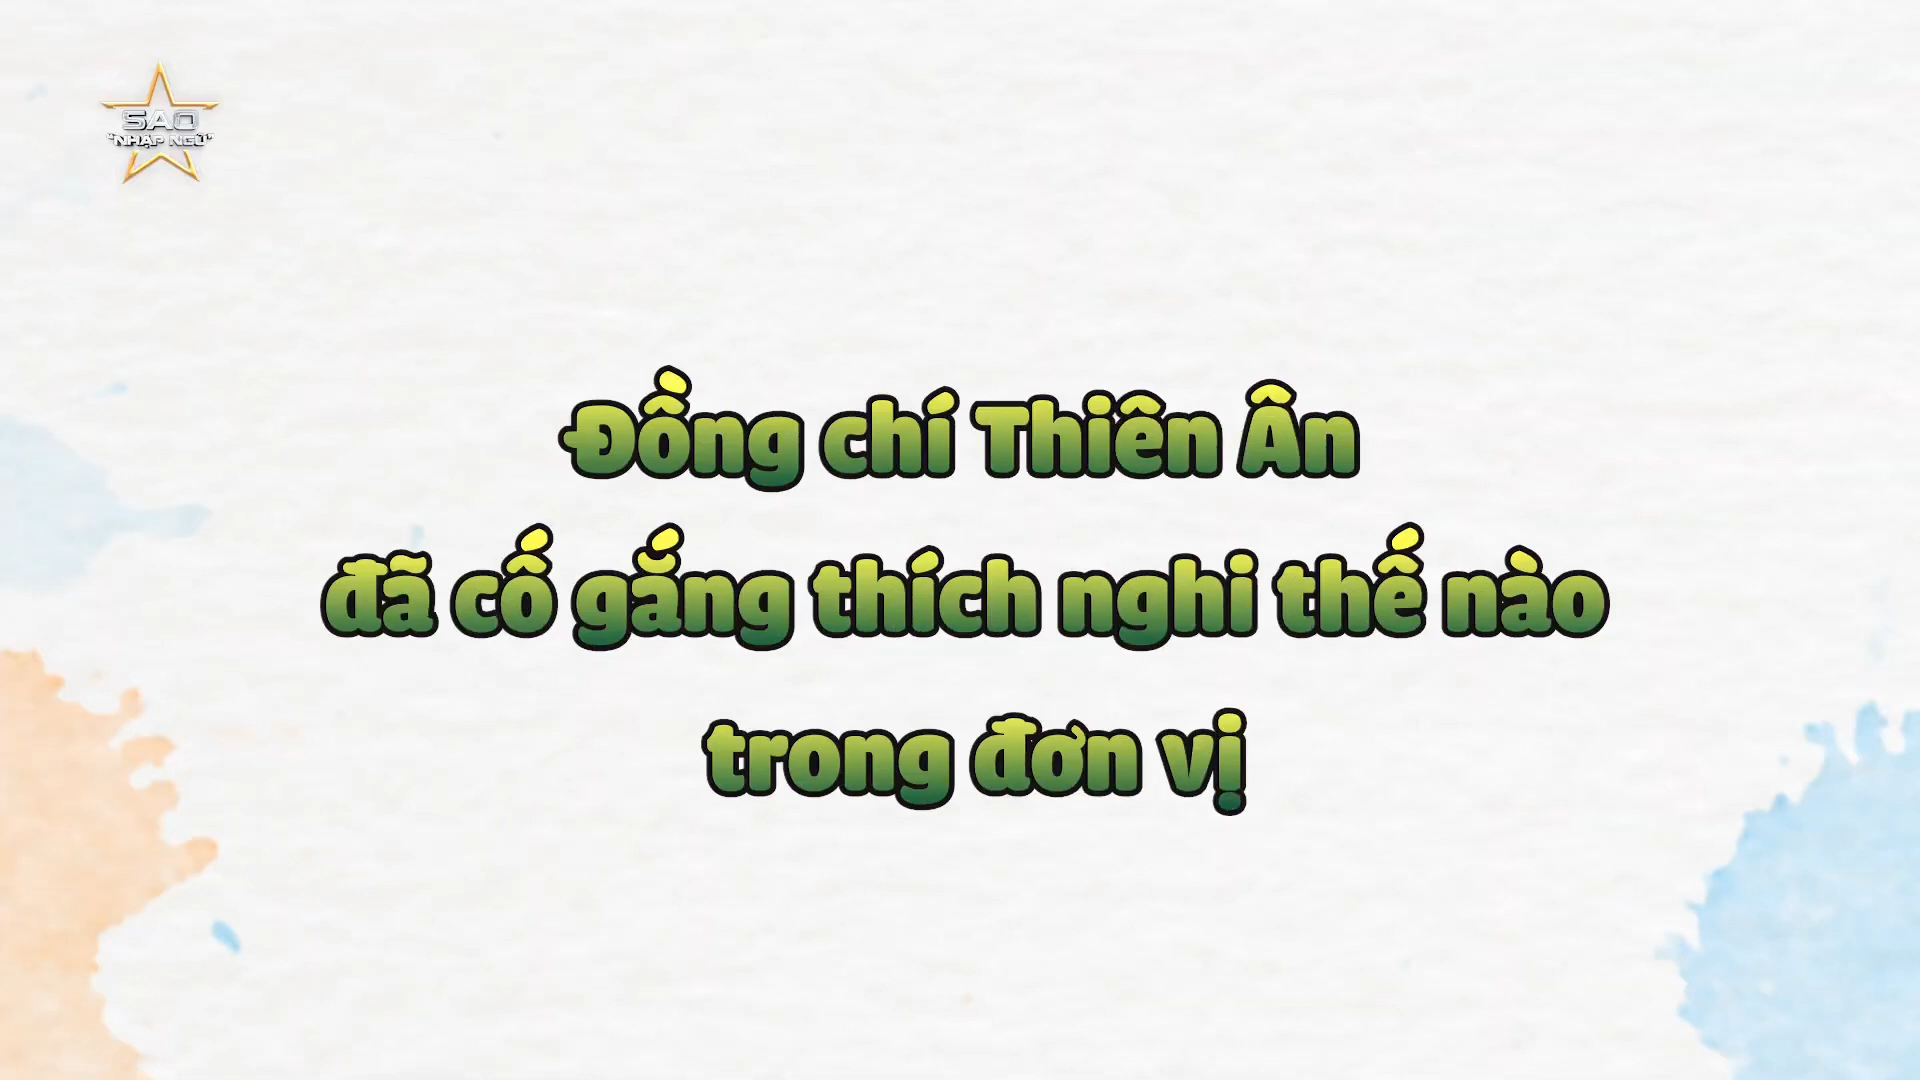 SAO
"NHẬP NGŨ"
Đồng chí Thiên Ân
đã cố gắng thích nghi thế nào
trong đơn vị